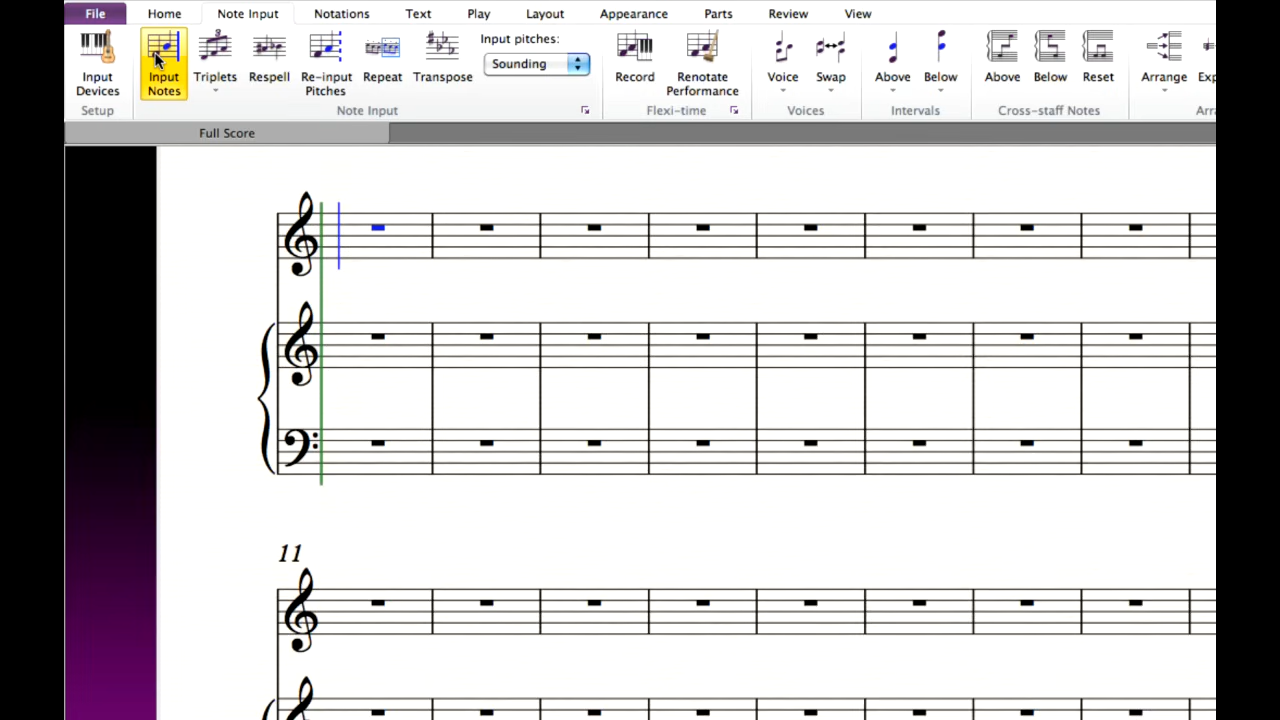 File Home Note Input Notations Text Play Layout Appearance Parts Review View
Input Devices
Input Notes
Triplets
Respell
Re-input Pitches
Repeat
Transpose
Input pitches:
Sounding
Record
Renotate Performance
Voice
Swap
Above
Below
Above
Below
Reset
Arrange
Setup
Note Input
Flexi-time
Voices
Intervals
Cross-staff Notes
Full Score
11